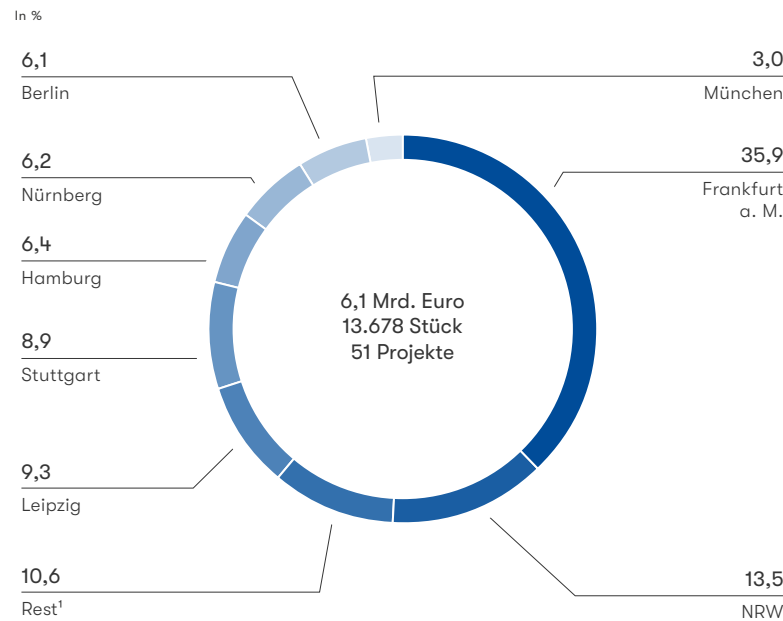 In %
6,1
Berlin
6,2
Nürnberg
6,4
Hamburg
8,9
Stuttgart
9,3
Leipzig
10,6
Rest¹
6,1 Mrd. Euro
13.678 Stück
51 Projekte
3,0
München
35,9
Frankfurt
a. M.
13,5
NRW